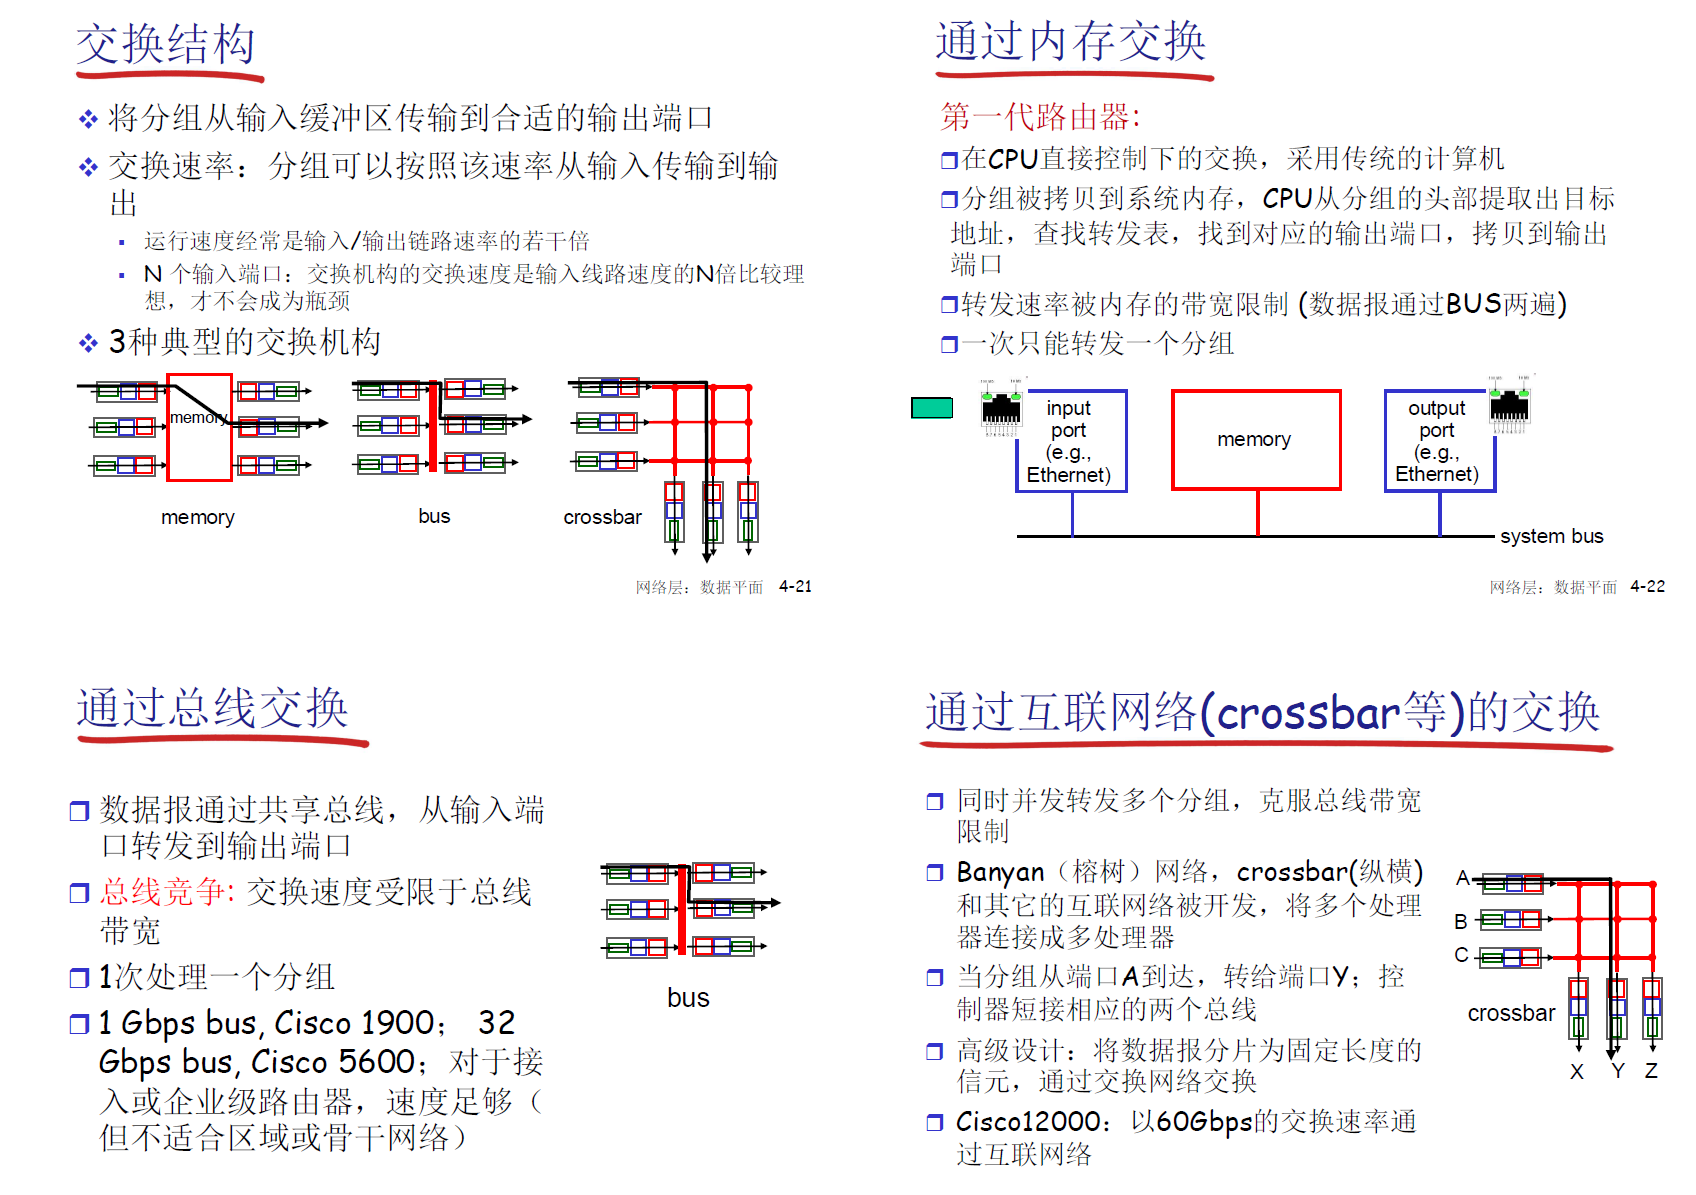 交换结构
将分组从输入缓冲区传输到合适的输出端口
交换速率：分组可以按照该速率从输入传输到输
出
运行速度经常是输入/输出链路速率的若干倍
N 个输入端口：交换机构的交换速度是输入线路速度的N倍比较理
想，才不会成为瓶颈
3种典型的交换机构
memory
memory
bus
crossbar
网络层：数据平面 4-21
通过内存交换
第一代路由器:
在CPU直接控制下的交换，采用传统的计算机
分组被拷贝到系统内存，CPU从分组的头部提取出目标
地址，查找转发表，找到对应的输出端口，拷贝到输出
端口
转发速率被内存的带宽限制 (数据报通过BUS两遍)
一次只能转发一个分组
input
port
(e.g.,
Ethernet)
memory
output
port
(e.g.,
Ethernet)
system bus
网络层：数据平面 4-22
通过总线交换
数据报通过共享总线，从输入端
口转发到输出端口
总线竞争: 交换速度受限于总线
带宽
1次处理一个分组
1 Gbps bus, Cisco 1900； 32
Gbps bus, Cisco 5600；对于接
入或企业级路由器，速度足够（
但不适合区域或骨干网络）
bus
通过互联网络(crossbar等)的交换
同时并发转发多个分组，克服总线带宽
限制
Banyan（榕树）网络，crossbar(纵横)
和其它的互联网络被开发，将多个处理
器连接成多处理器
当分组从端口A到达，转给端口Y；控
制器短接相应的两个总线
高级设计：将数据报分片为固定长度的
信元，通过交换网络交换
Cisco12000：以60Gbps的交换速率通
过互联网络
A
B
C
crossbar
X Y Z